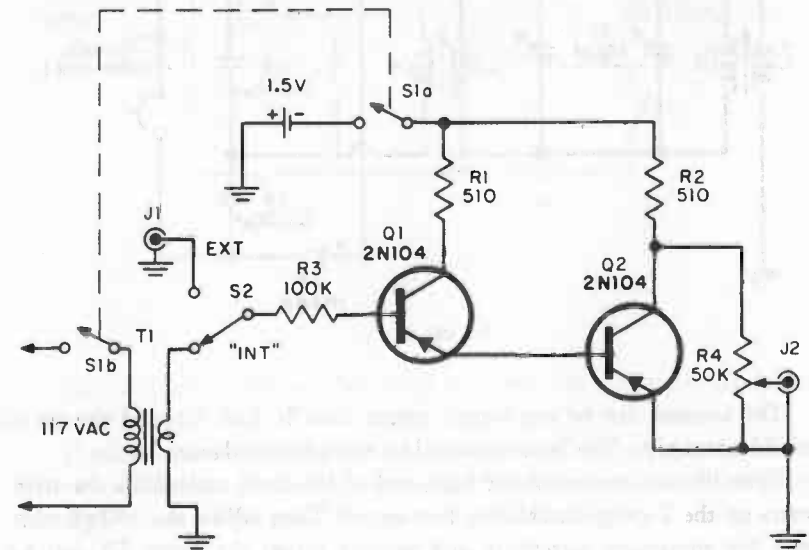 1.5V
+ -
S1a
R1
510
R2
510
J1
EXT
Q1
2N104
Q2
2N104
R3
100K
S2
"INT"
S1b
T1
R4
50K
J2
117 VAC